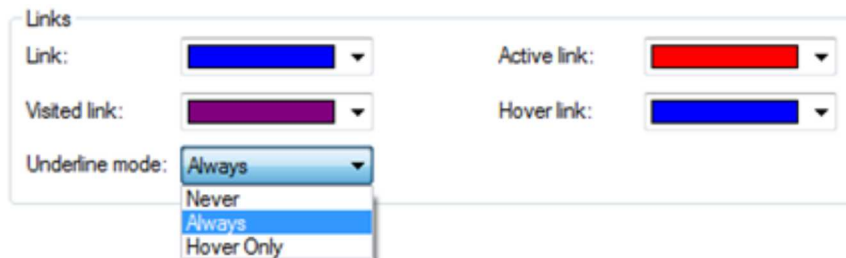 Links
Link: Active link:
Visited link: Hover link:
Underline mode: Always
Never
Always
Hover Only